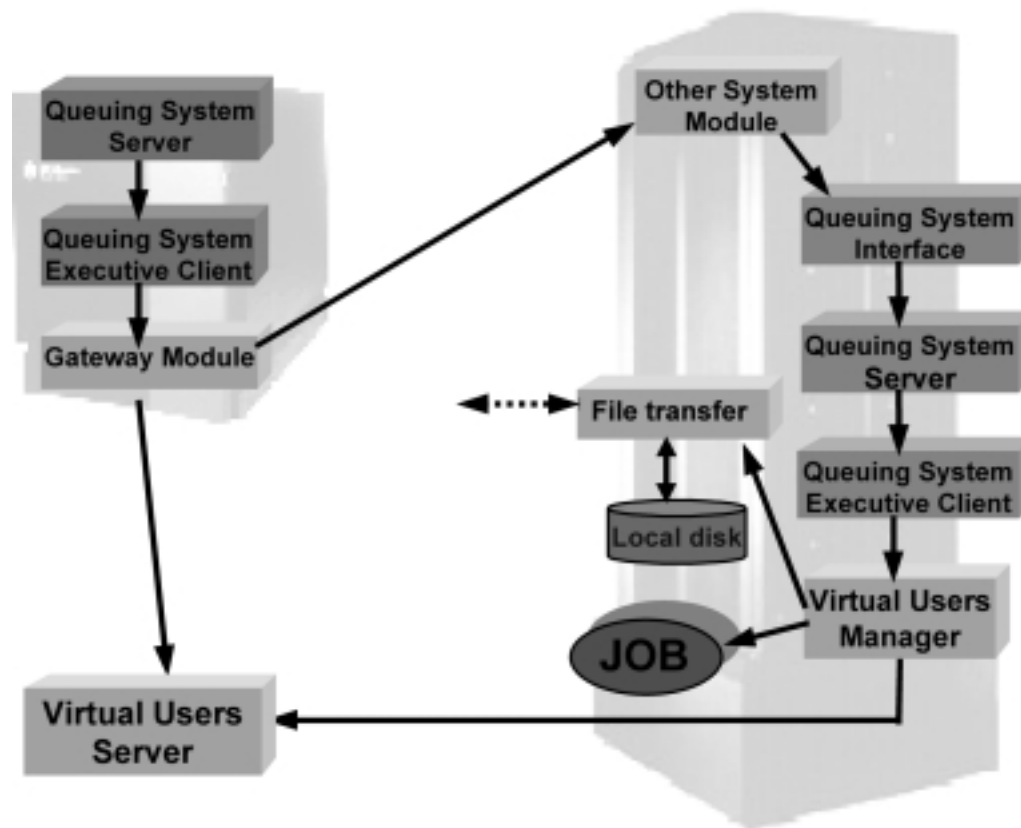 Queuing System
Server
Queuing System
Executive Client
Gateway Module
Virtual Users
Server
Other System
Module
Queuing System
Interface
Queuing System
Server
Queuing System
Executive Client
Virtual Users
Manager
File transfer
Local disk
JOB